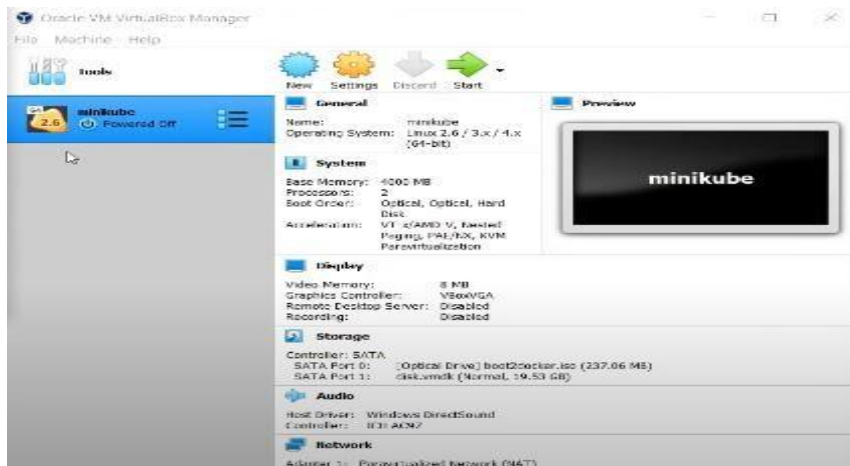 Oracle VM VirtualBox Manager
File Machine Help
Tools
New Settings Discard Start
minikube
Powered Off
2.6
General
Name: minikube
Operating System: Linux 2.6 / 3.x / 4.x
(64-bit)
Preview
minikube
System
Base Memory: 4000 MB
Processors: 2
Boot Order: Optical, Optical, Hard
Disk
Acceleration: VT-x/AMD-V, Nested
Paging, PAE/NX, KVM
Paravirtualization
Display
Video Memory: 8 MB
Graphics Controller: VBoxVGA
Remote Desktop Server: Disabled
Recording: Disabled
Storage
Controller: SATA
SATA Port 0: [Optical Drive] boot2docker.iso (237.06 MB)
SATA Port 1: disk.vmdk (Normal, 19.53 GB)
Audio
Host Driver: Windows DirectSound
Controller: ICH AC97
Network
Adapter 1: Paravirtualized Network (NAT)